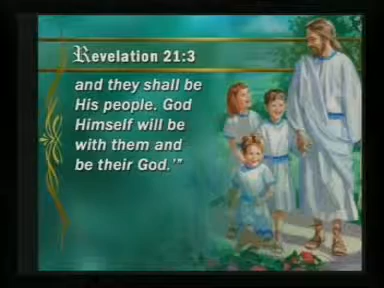 Revelation 21:3
and they shall be
His people. God
Himself will be
with them and
be their God.’”